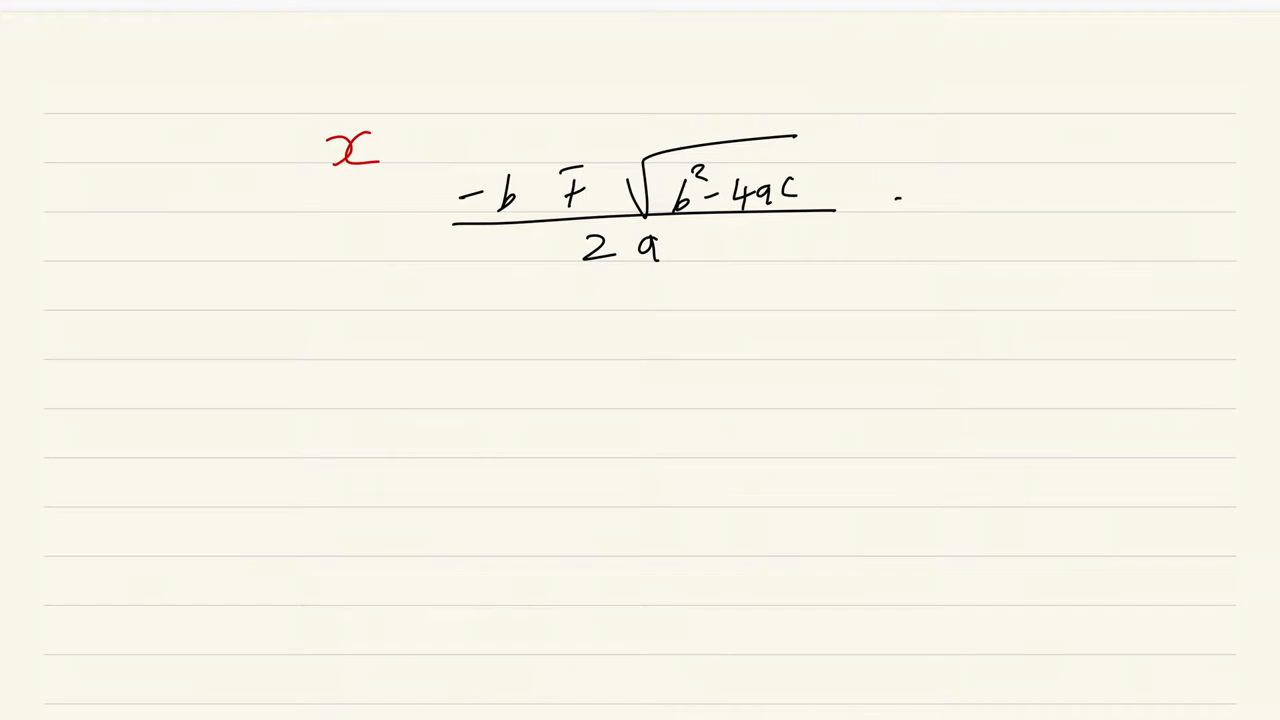 x
-b ∓ √b²-4ac
2a